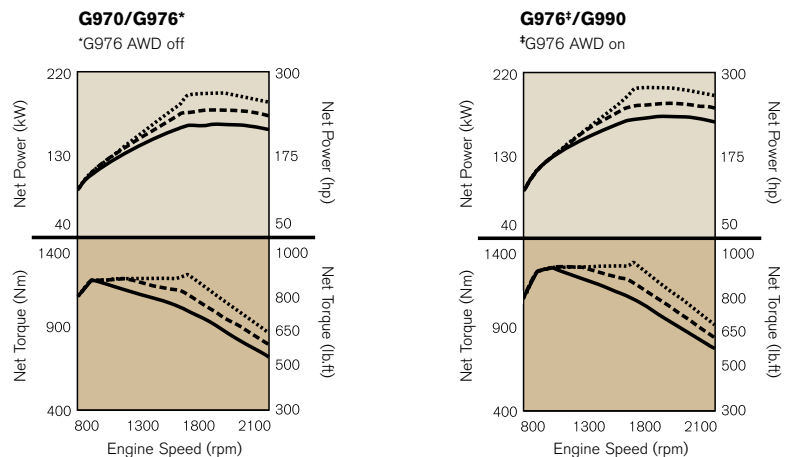 G970/G976*
*G976 AWD off
220
130
40
Net Power (kW)
300
175
50
Net Power (hp)
1400
900
400
Net Torque (Nm)
1000
800
650
500
300
Net Torque (lb.ft)
800 1300 1800 2100
Engine Speed (rpm)
G976‡/G990
‡G976 AWD on
220
130
40
Net Power (kW)
300
175
50
Net Power (hp)
1400
900
400
Net Torque (Nm)
1000
800
650
500
300
Net Torque (lb.ft)
800 1300 1800 2100
Engine Speed (rpm)